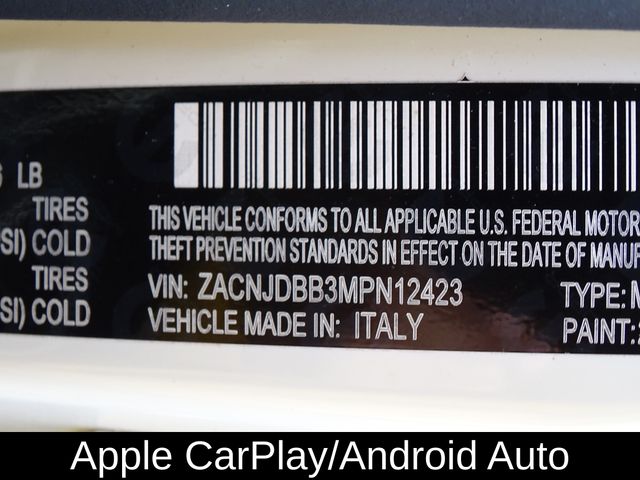 LB
TIRES
SI) COLD
TIRES
SI) COLD
THIS VEHICLE CONFORMS TO ALL APPLICABLE U.S. FEDERAL MOTOR
THEFT PREVENTION STANDARDS IN EFFECT ON THE DATE OF MANUF
VIN: ZACNJDBB3MPN12423
TYPE: M
VEHICLE MADE IN: ITALY
PAINT:
Apple CarPlay/Android Auto